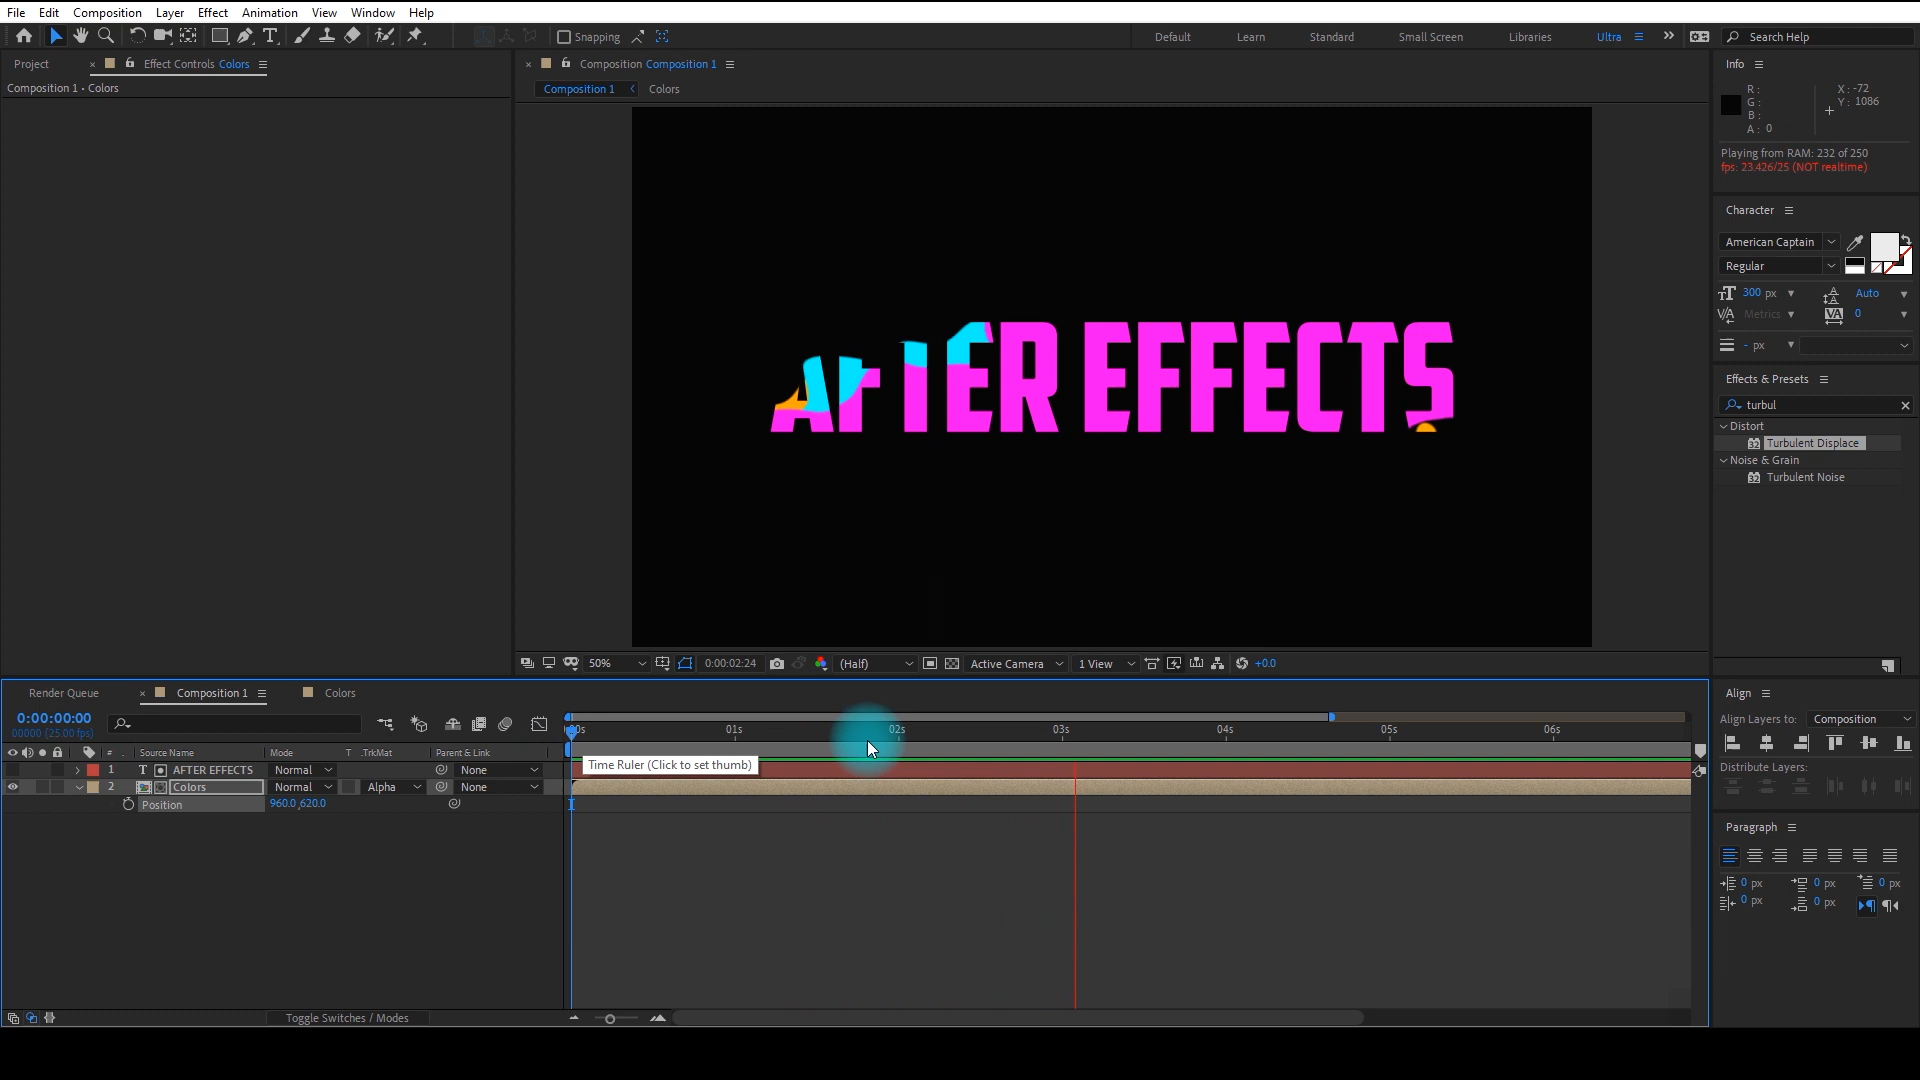 File Edit Composition Layer Effect Animation View Window Help
Snapping Default Learn Standard Small Screen Libraries Ultra Search Help
Project Effect Controls Colors
Composition 1 • Colors
Composition Composition 1
Composition 1 Colors
Info
R:
G:
B:
A: 0
X: -72
Y: 1086
Playing from RAM: 232 of 250
fps: 23.426/25 (NOT realtime)
Character
American Captain
Regular
300 px Auto
Metrics 0
- px
Effects & Presets
turbul
Distort
Turbulent Displace
Noise & Grain
Turbulent Noise
AFTER EFFECTS
50% 0:00:02:24 (Half) Active Camera 1 View +0.0
Render Queue Composition 1 Colors
0:00:00:00
00000 (25.00 fps)
01s 02s 03s 04s 05s 06s
# Source Name Mode T .TrkMat Parent & Link
1 T AFTER EFFECTS Normal None
2 Colors Normal Alpha None
Position 960.0,620.0
Time Ruler (Click to set thumb)
Toggle Switches / Modes
Align
Align Layers to: Composition
Distribute Layers:
Paragraph
0 px 0 px 0 px
0 px 0 px